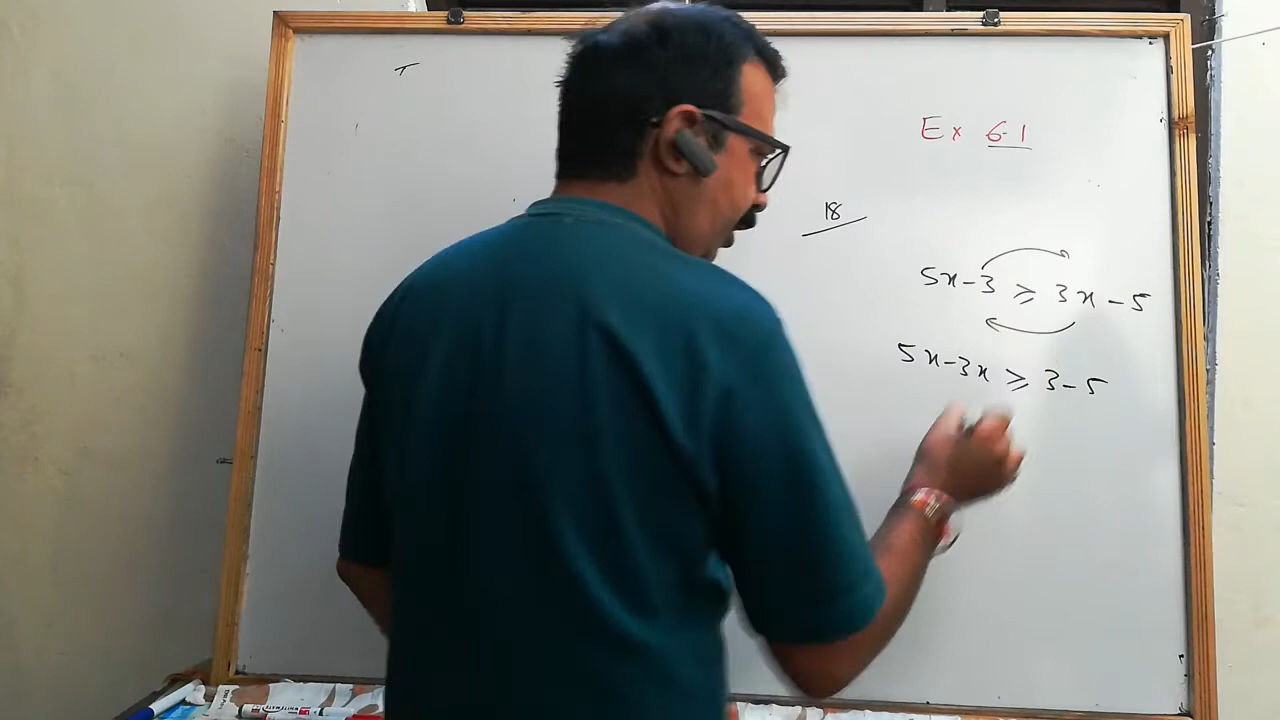 Ex 6.1
18
5x-3 ⩾ 3x-5
5x-3x ⩾ 3-5